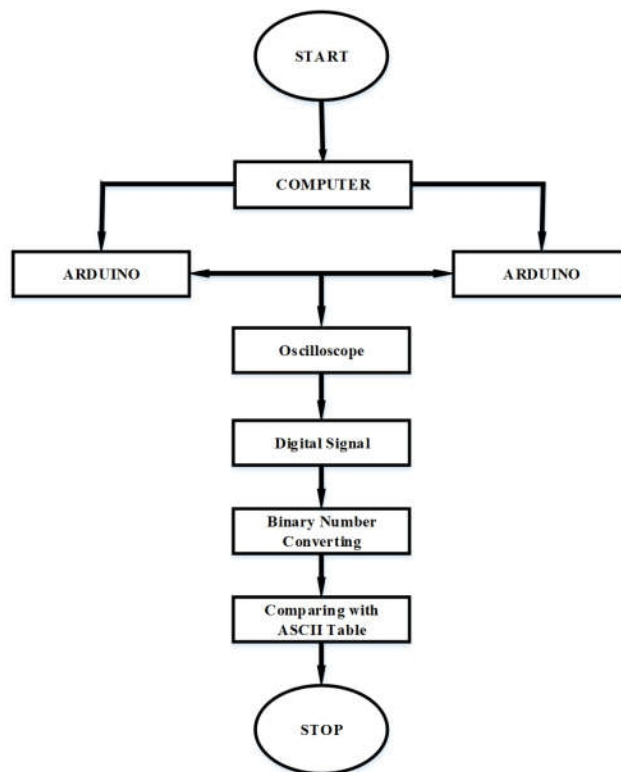 START
COMPUTER
ARDUINO
ARDUINO
Oscilloscope
Digital Signal
Binary Number
Converting
Comparing with
ASCII Table
STOP